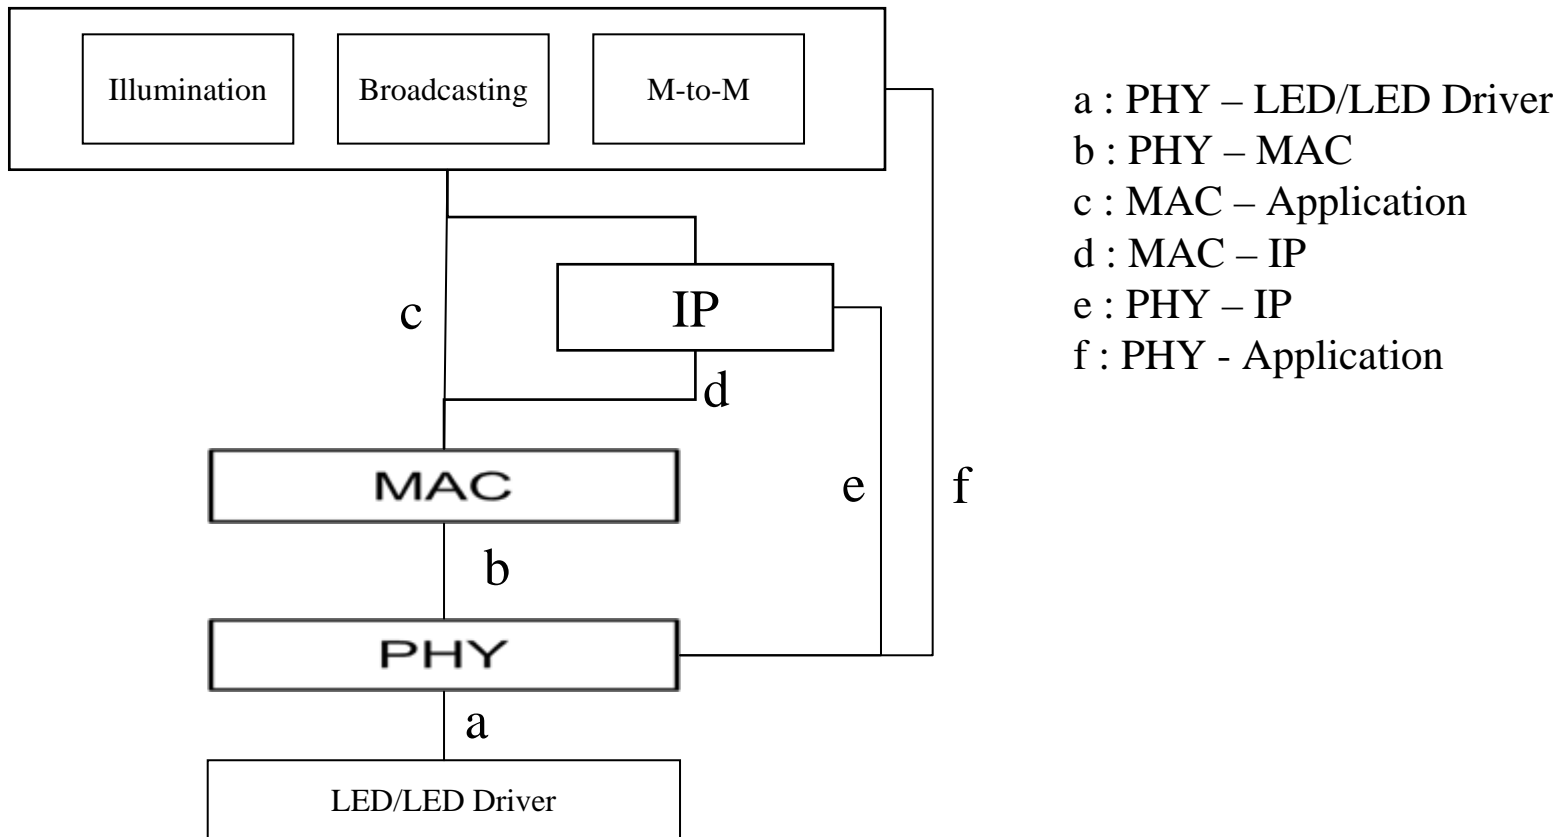 Illumination
Broadcasting
M-to-M
a : PHY – LED/LED Driver
b : PHY – MAC
c : MAC – Application
d : MAC – IP
e : PHY – IP
f : PHY - Application
c
IP
d
MAC
e
f
b
PHY
a
LED/LED Driver